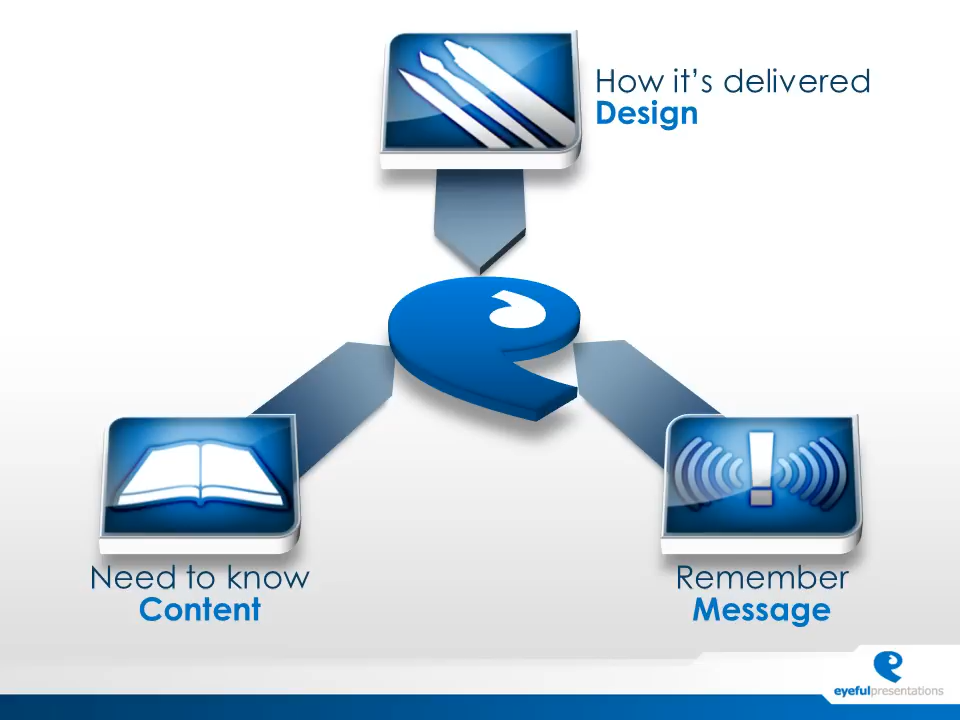 How it’s delivered
Design
Need to know
Content
Remember
Message
eyefulpresentations